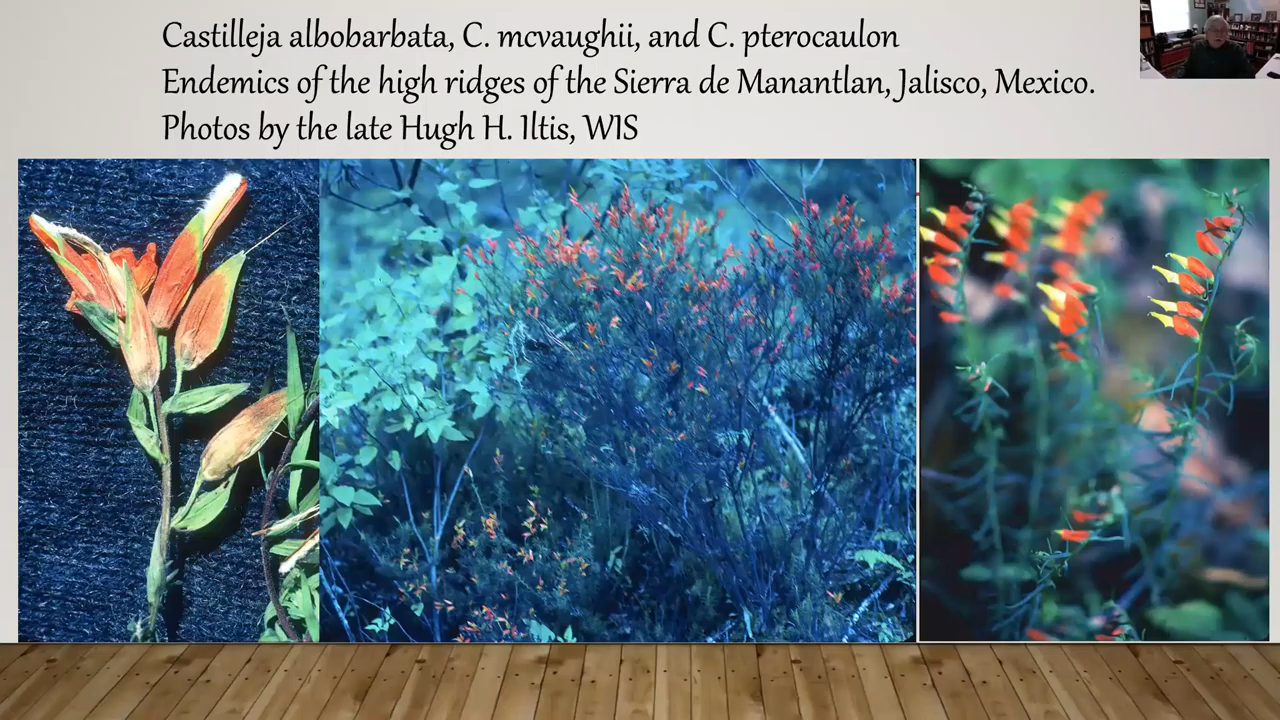 Castilleja albobarbata, C. mcvaughii, and C. pterocaulon
Endemics of the high ridges of the Sierra de Manantlan, Jalisco, Mexico.
Photos by the late Hugh H. Iltis, WIS